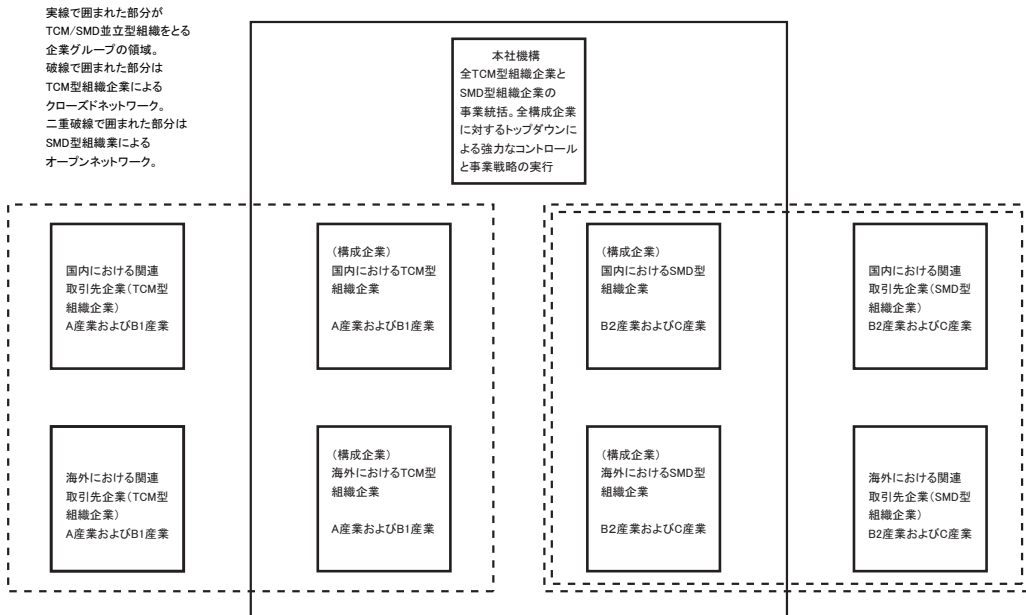 実線で囲まれた部分が
TCM/SMD並立型組織をとる
企業グループの領域。
破線で囲まれた部分は
TCM型組織企業による
クローズドネットワーク。
二重破線で囲まれた部分は
SMD型組織業による
オープンネットワーク。
本社機構
全TCM型組織企業と
SMD型組織企業の
事業統括。全構成企業
に対するトップダウンに
よる強力なコントロール
と事業戦略の実行
国内における関連
取引先企業(TCM型
組織企業)
A産業およびB1産業
(構成企業)
国内におけるTCM型
組織企業
A産業およびB1産業
(構成企業)
国内におけるSMD型
組織企業
B2産業およびC産業
国内における関連
取引先企業(SMD型
組織企業)
B2産業およびC産業
海外における関連
取引先企業(TCM型
組織企業)
A産業およびB1産業
(構成企業)
海外におけるTCM型
組織企業
A産業およびB1産業
(構成企業)
海外におけるSMD型
組織企業
B2産業およびC産業
海外における関連
取引先企業(SMD型
組織企業)
B2産業およびC産業